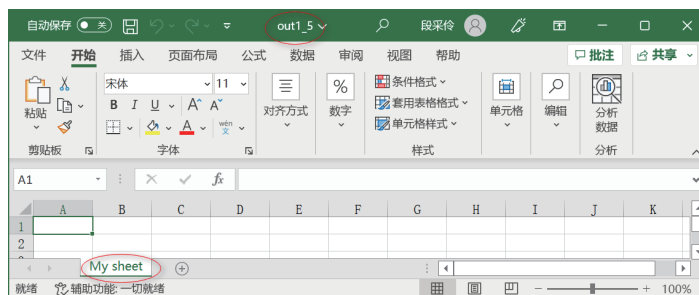 自动保存 关 out1_5 段采伶
文件 开始 插入 页面布局 公式 数据 审阅 视图 帮助 批注 共享
宋体 11 条件格式
B I U A A 套用表格格式
粘贴 对齐方式 % 数字 单元格样式 单元格 编辑 分析
A wén 数据
文
剪贴板 字体 样式 分析
A1 fx
A B C D E F G H I J K
1
2
My sheet
就绪 辅助功能: 一切就绪 100%